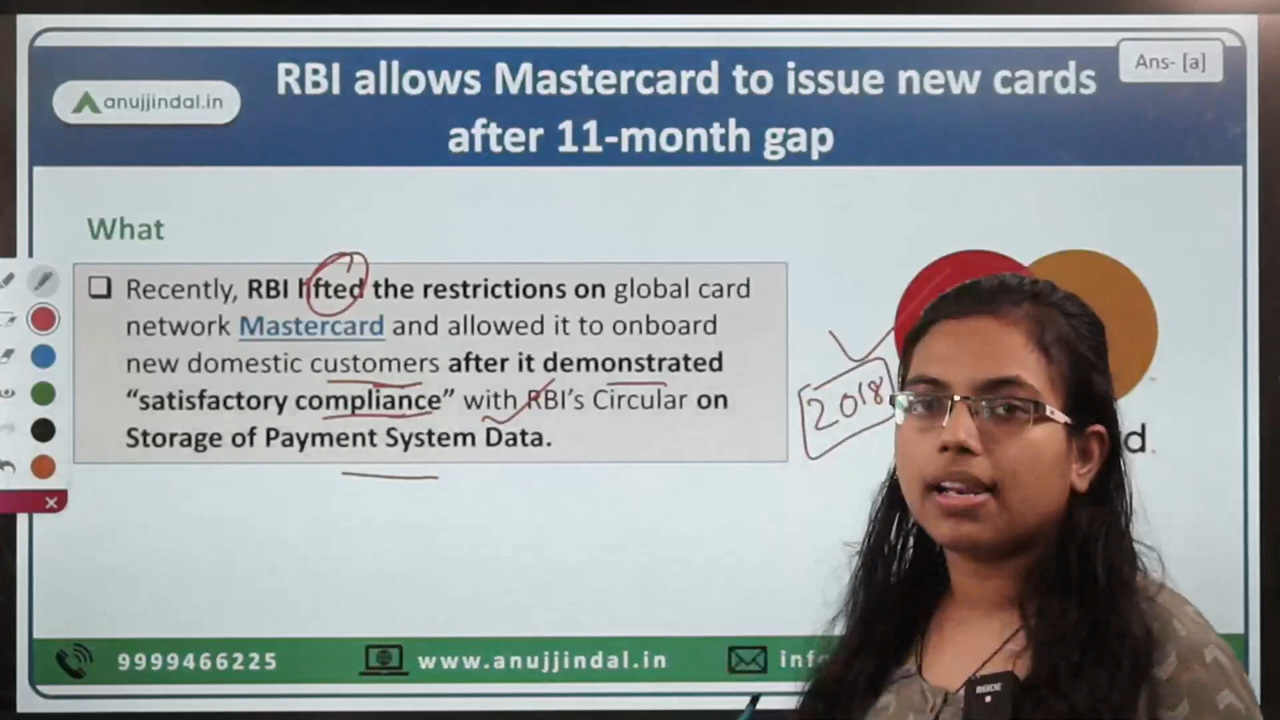 RBI allows Mastercard to issue new cards
after 11-month gap
Ans- [a]
anujjindal.in
What
Recently, RBI lifted the restrictions on global card
network Mastercard and allowed it to onboard
new domestic customers after it demonstrated
“satisfactory compliance” with RBI’s Circular on
Storage of Payment System Data.
2018
d.
9999466225
www.anujjindal.in
info
RODE